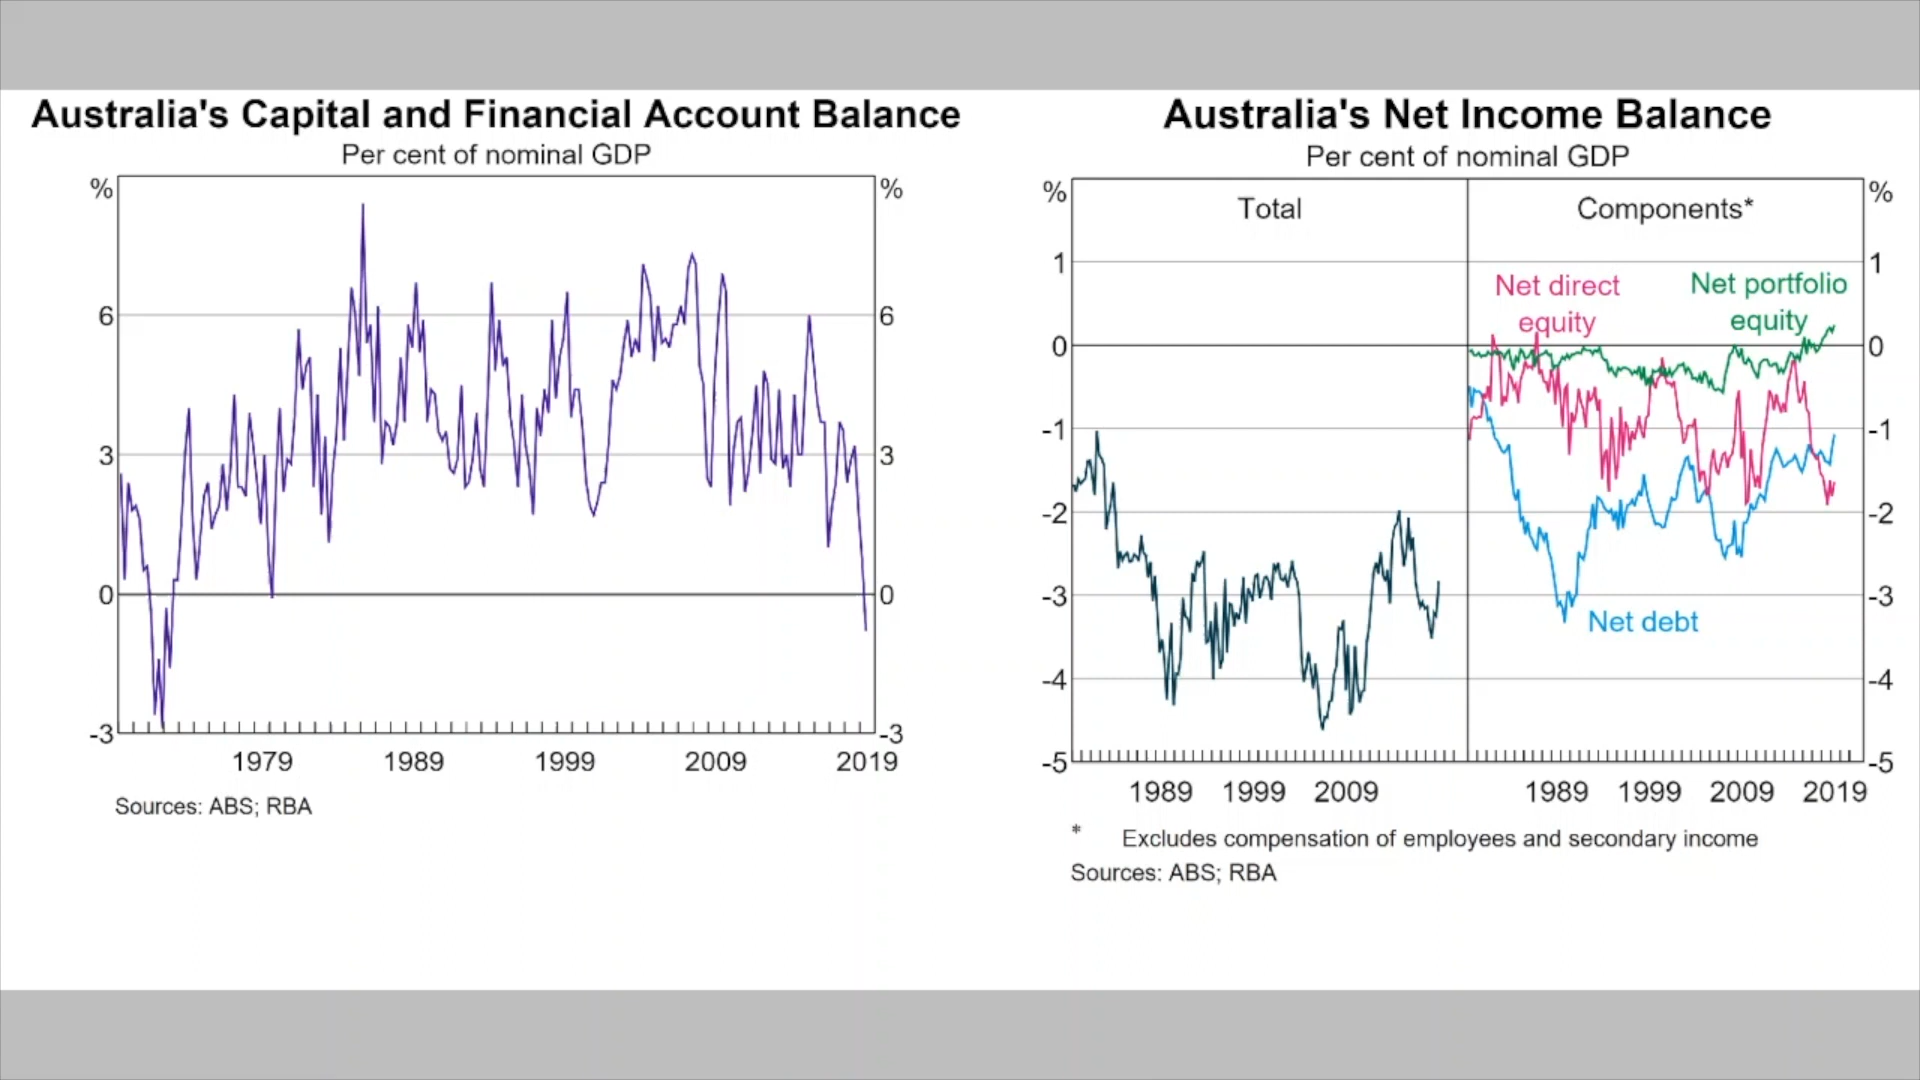 Australia's Capital and Financial Account Balance
Per cent of nominal GDP
% %
6 6
3 3
0 0
-3 -3
1979 1989 1999 2009 2019
Sources: ABS; RBA
Australia's Net Income Balance
Per cent of nominal GDP
% %
Total Components*
1 1
Net direct equity
Net portfolio equity
0 0
-1 -1
-2 -2
-3 -3
Net debt
-4 -4
-5 -5
1989 1999 2009 1989 1999 2009 2019
* Excludes compensation of employees and secondary income
Sources: ABS; RBA